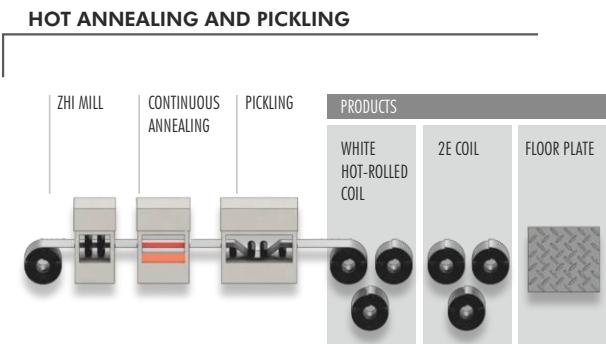 HOT ANNEALING AND PICKLING
ZHI MILL
CONTINUOUS
ANNEALING
PICKLING
PRODUCTS
WHITE
HOT-ROLLED
COIL
2E COIL
FLOOR PLATE